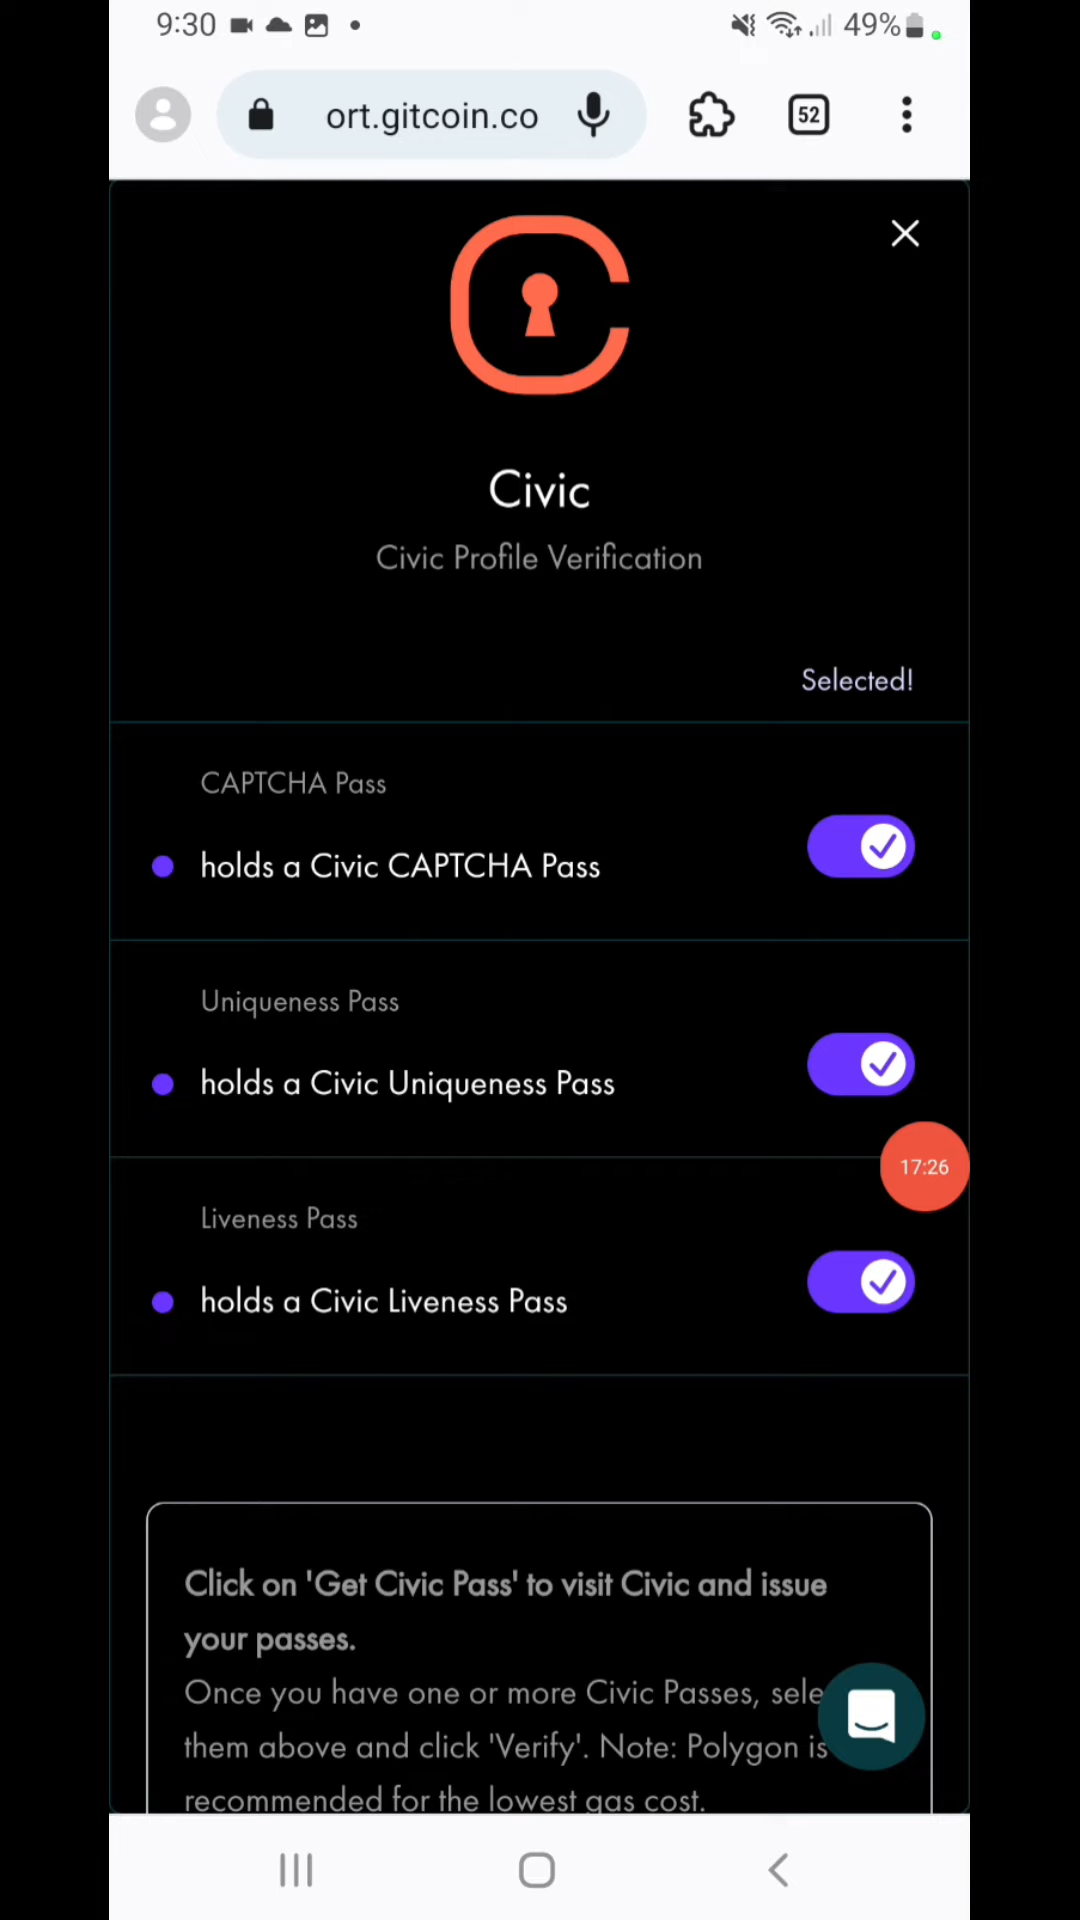 9:30
49%
ort.gitcoin.co
52
Civic
Civic Profile Verification
Selected!
CAPTCHA Pass
holds a Civic CAPTCHA Pass
Uniqueness Pass
holds a Civic Uniqueness Pass
17:26
Liveness Pass
holds a Civic Liveness Pass
Click on 'Get Civic Pass' to visit Civic and issue
your passes.
Once you have one or more Civic Passes, sele
them above and click 'Verify'. Note: Polygon is
recommended for the lowest gas cost.